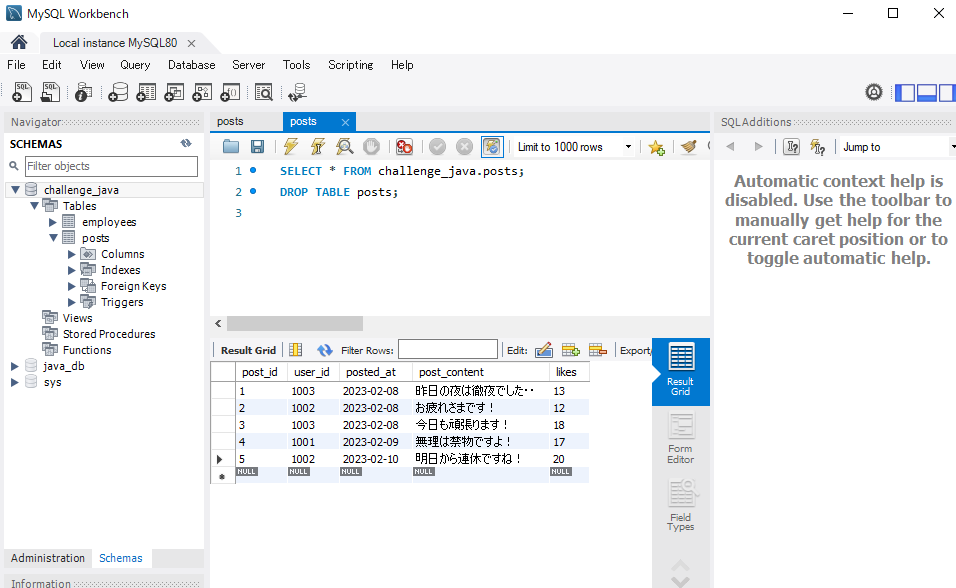 MySQL Workbench
Local instance MySQL80
File Edit View Query Database Server Tools Scripting Help
Navigator
SCHEMAS
Filter objects
challenge_java
Tables
employees
posts
Columns
Indexes
Foreign Keys
Triggers
Views
Stored Procedures
Functions
java_db
sys
Administration Schemas
Information
posts posts
Limit to 1000 rows
1 SELECT * FROM challenge_java.posts;
2 DROP TABLE posts;
3
Result Grid Filter Rows: Edit: Export/
post_id user_id posted_at post_content likes
1 1003 2023-02-08 昨日の夜は徹夜でした・・ 13
2 1002 2023-02-08 お疲れさまです！ 12
3 1003 2023-02-08 今日も頑張ります！ 18
4 1001 2023-02-09 無理は禁物ですよ！ 17
5 1002 2023-02-10 明日から連休ですね！ 20
NULL NULL NULL NULL NULL
Result
Grid
Form
Editor
Field
Types
SQLAdditions
Jump to
Automatic context help is
disabled. Use the toolbar to
manually get help for the
current caret position or to
toggle automatic help.